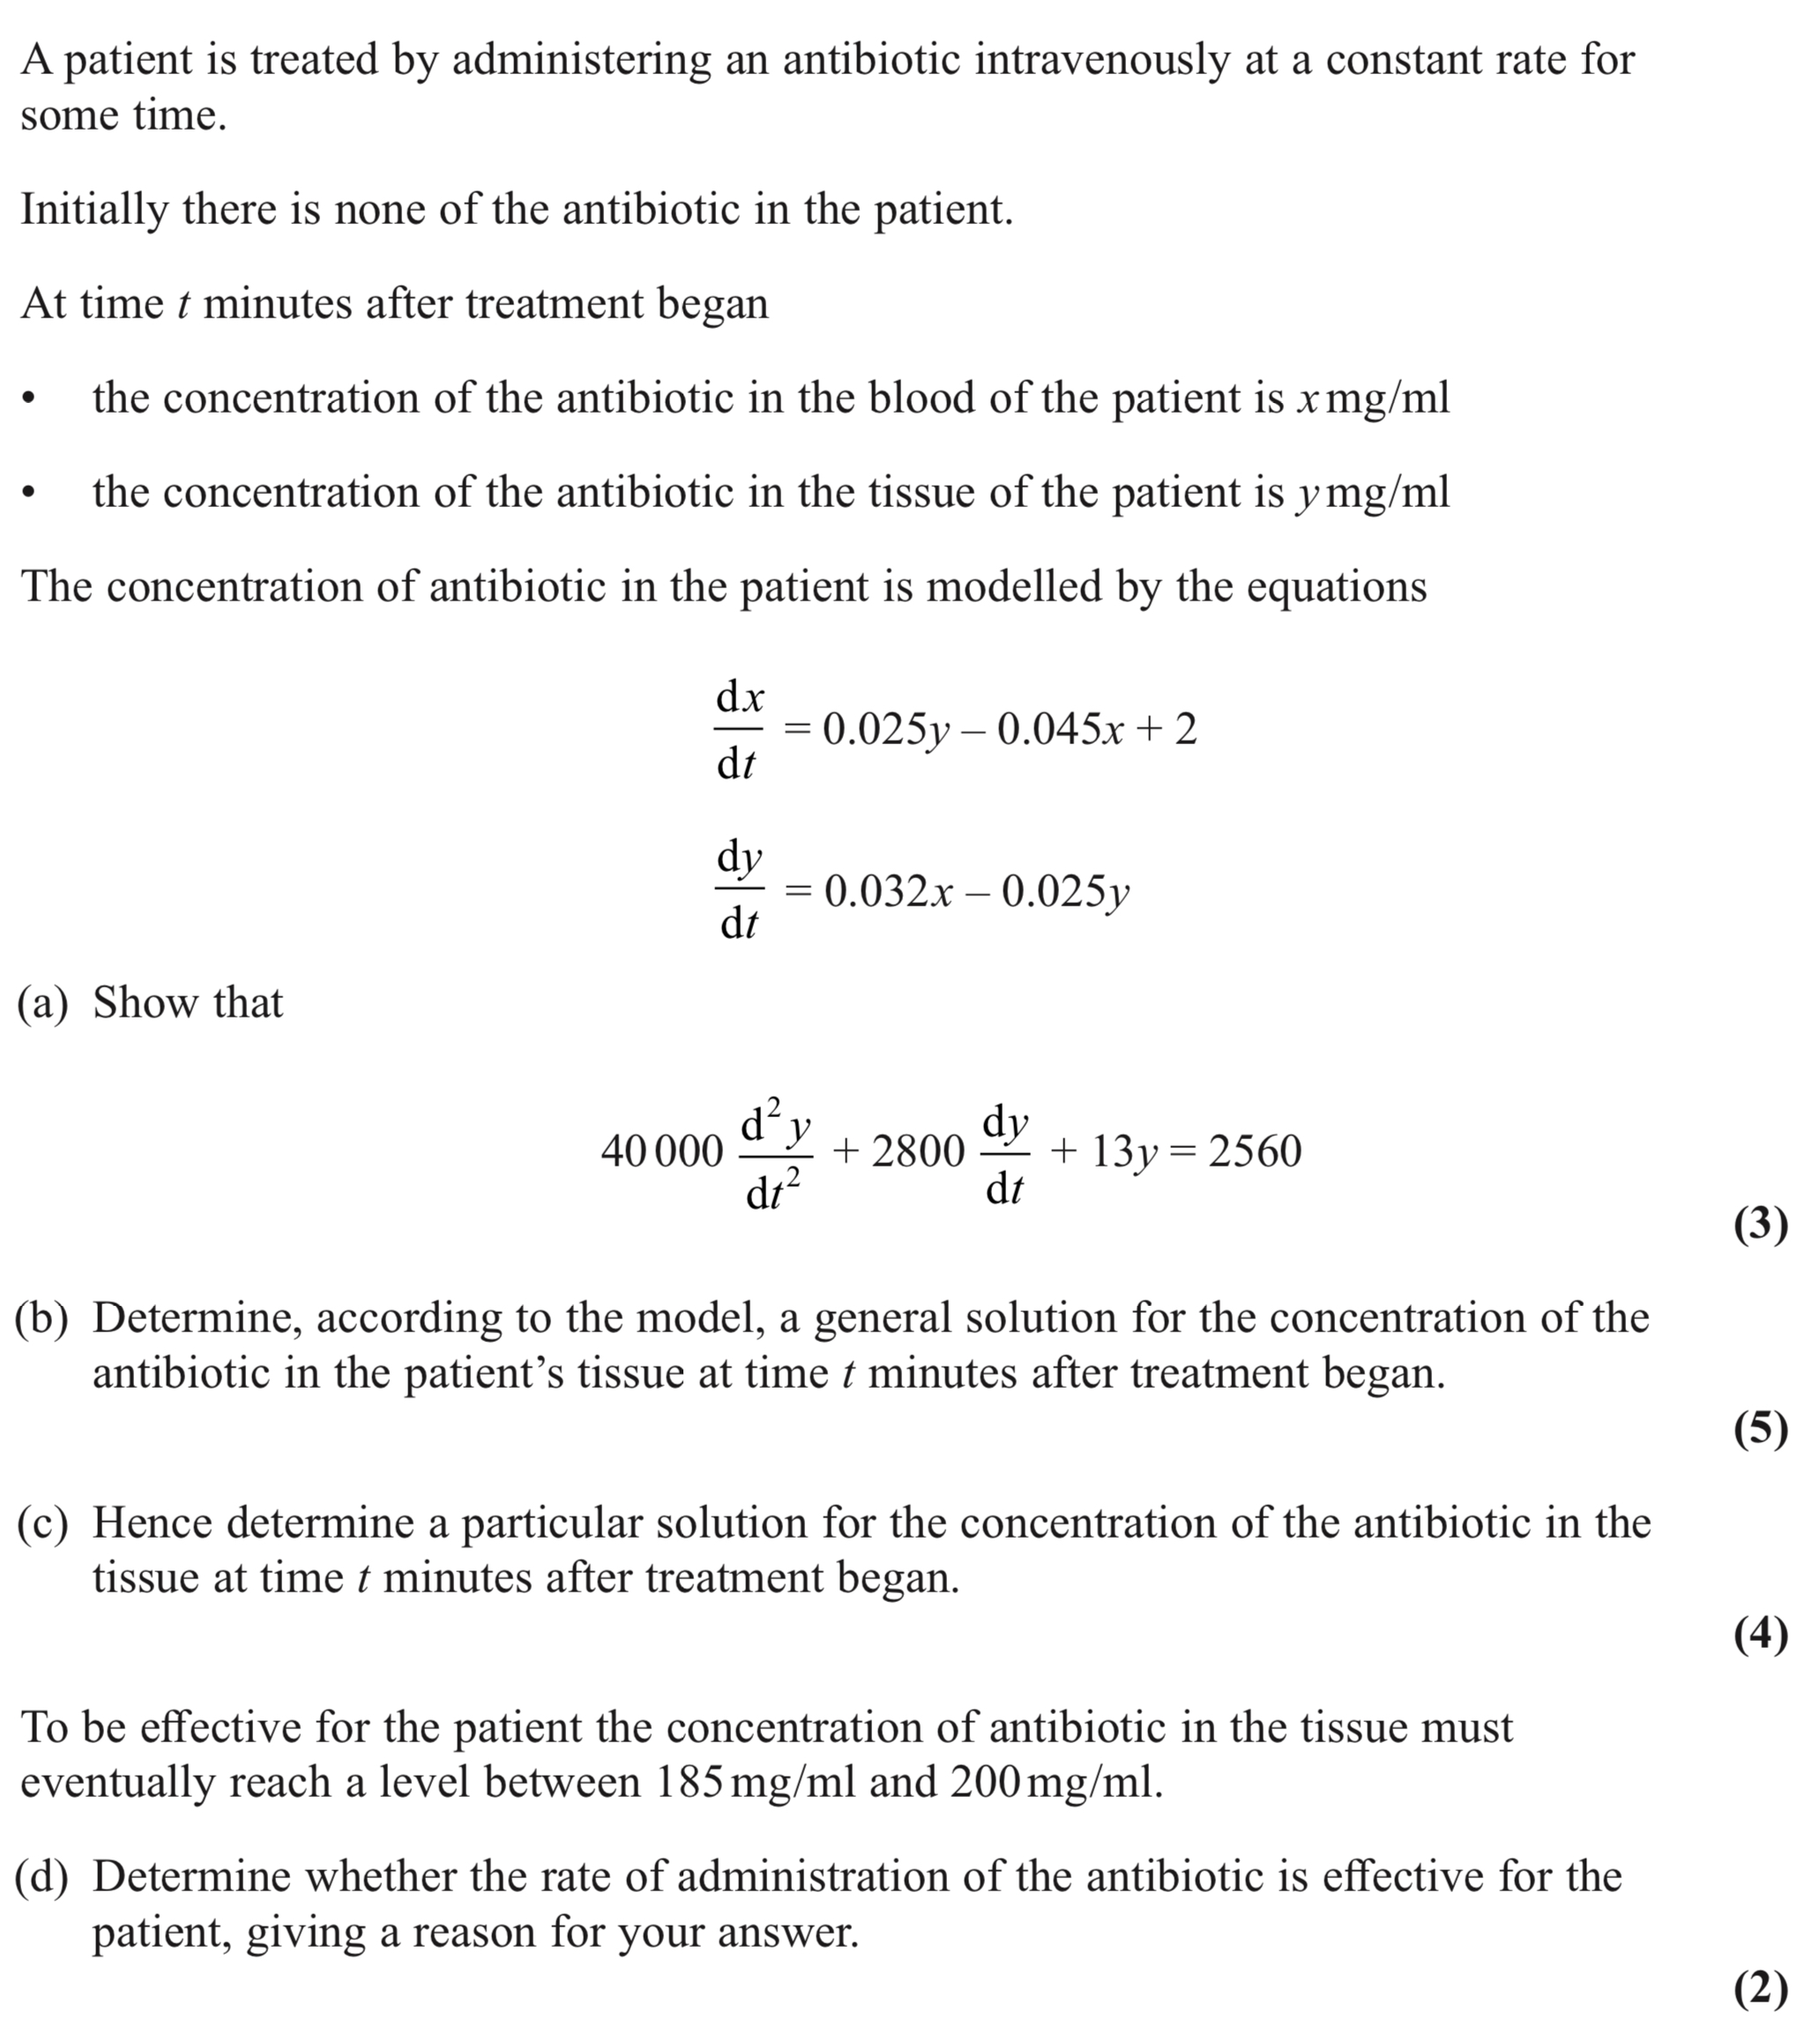 A patient is treated by administering an antibiotic intravenously at a constant rate for
some time.
Initially there is none of the antibiotic in the patient.
At time t minutes after treatment began
• the concentration of the antibiotic in the blood of the patient is x mg/ml
• the concentration of the antibiotic in the tissue of the patient is y mg/ml
The concentration of antibiotic in the patient is modelled by the equations
dx/dt = 0.025y – 0.045x + 2
dy/dt = 0.032x – 0.025y
(a) Show that
40 000 d²y/dt² + 2800 dy/dt + 13y = 2560
(3)
(b) Determine, according to the model, a general solution for the concentration of the
antibiotic in the patient’s tissue at time t minutes after treatment began.
(5)
(c) Hence determine a particular solution for the concentration of the antibiotic in the
tissue at time t minutes after treatment began.
(4)
To be effective for the patient the concentration of antibiotic in the tissue must
eventually reach a level between 185 mg/ml and 200 mg/ml.
(d) Determine whether the rate of administration of the antibiotic is effective for the
patient, giving a reason for your answer.
(2)